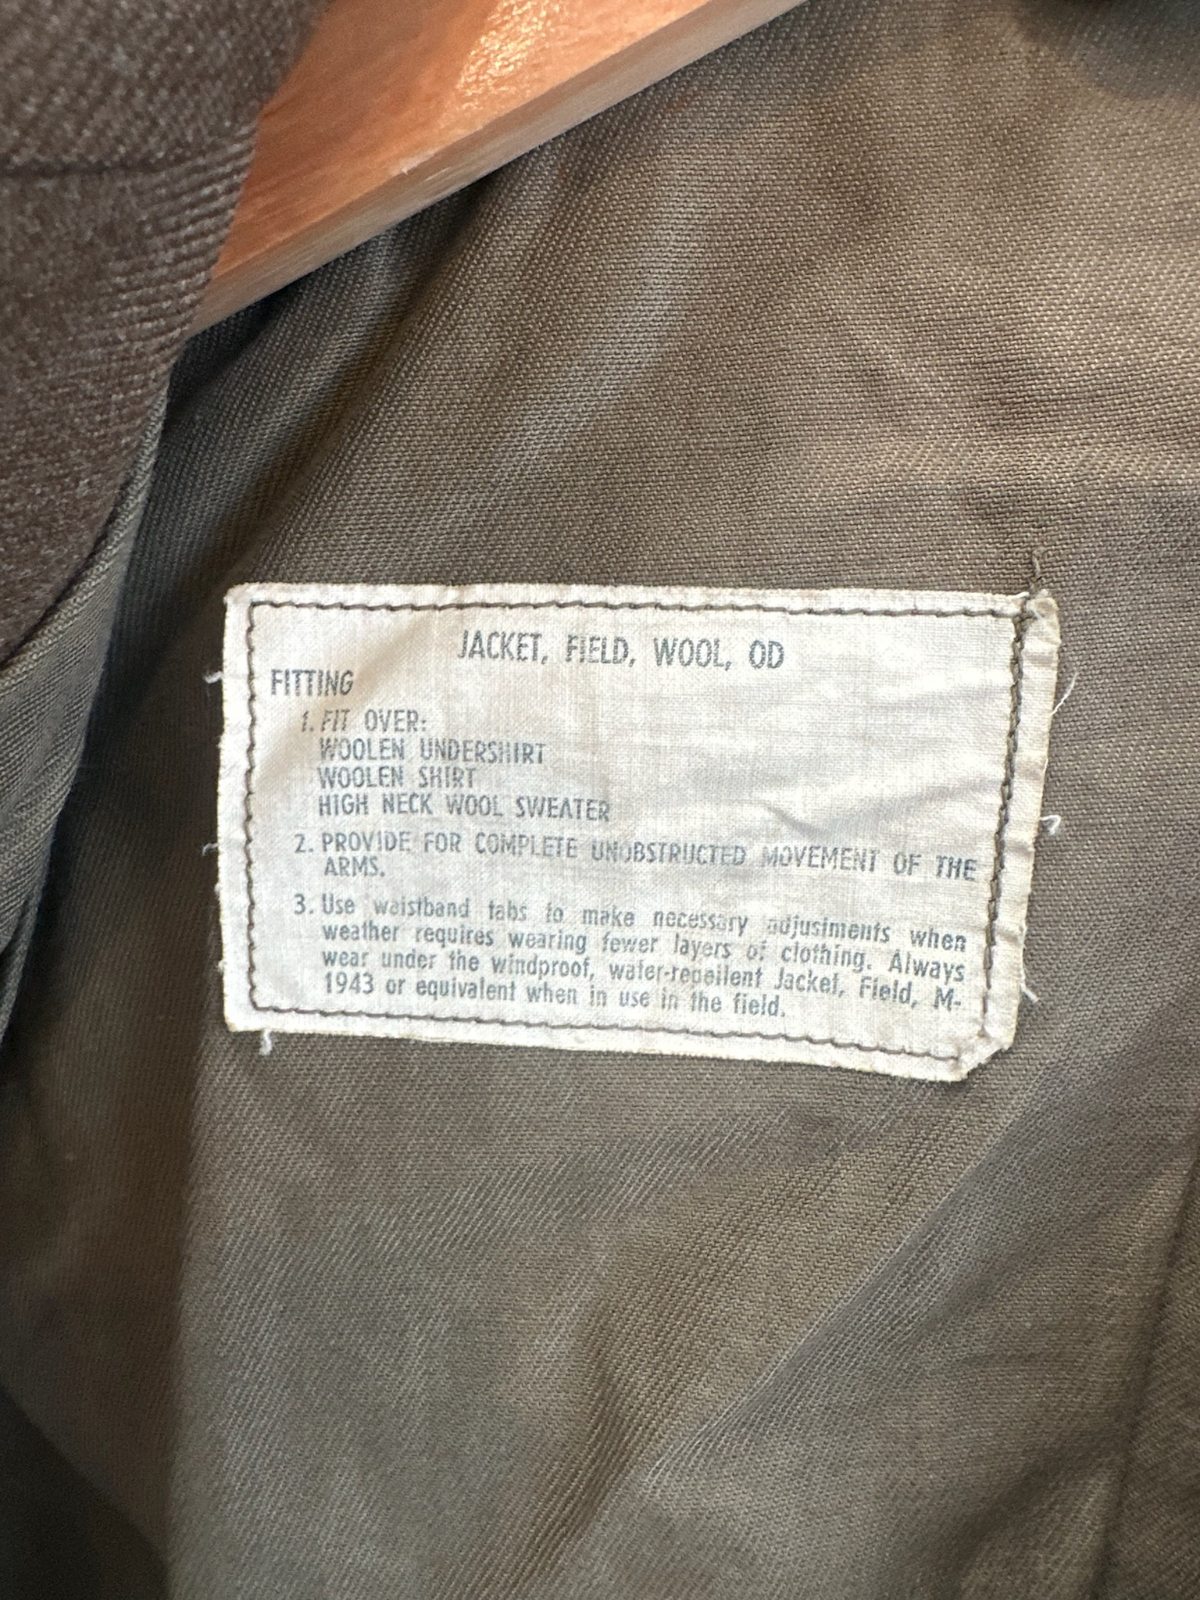 JACKET, FIELD, WOOL, OD
FITTING
1. FIT OVER:
WOOLEN UNDERSHIRT
WOOLEN SHIRT
HIGH NECK WOOL SWEATER
2. PROVIDE FOR COMPLETE UNOBSTRUCTED MOVEMENT OF THE
ARMS.
3. Use waistband tabs to make necessary adjustments when
weather requires wearing fewer layers of clothing. Always
wear under the windproof, water-repellent Jacket, Field, M-
1943 or equivalent when in use in the field.